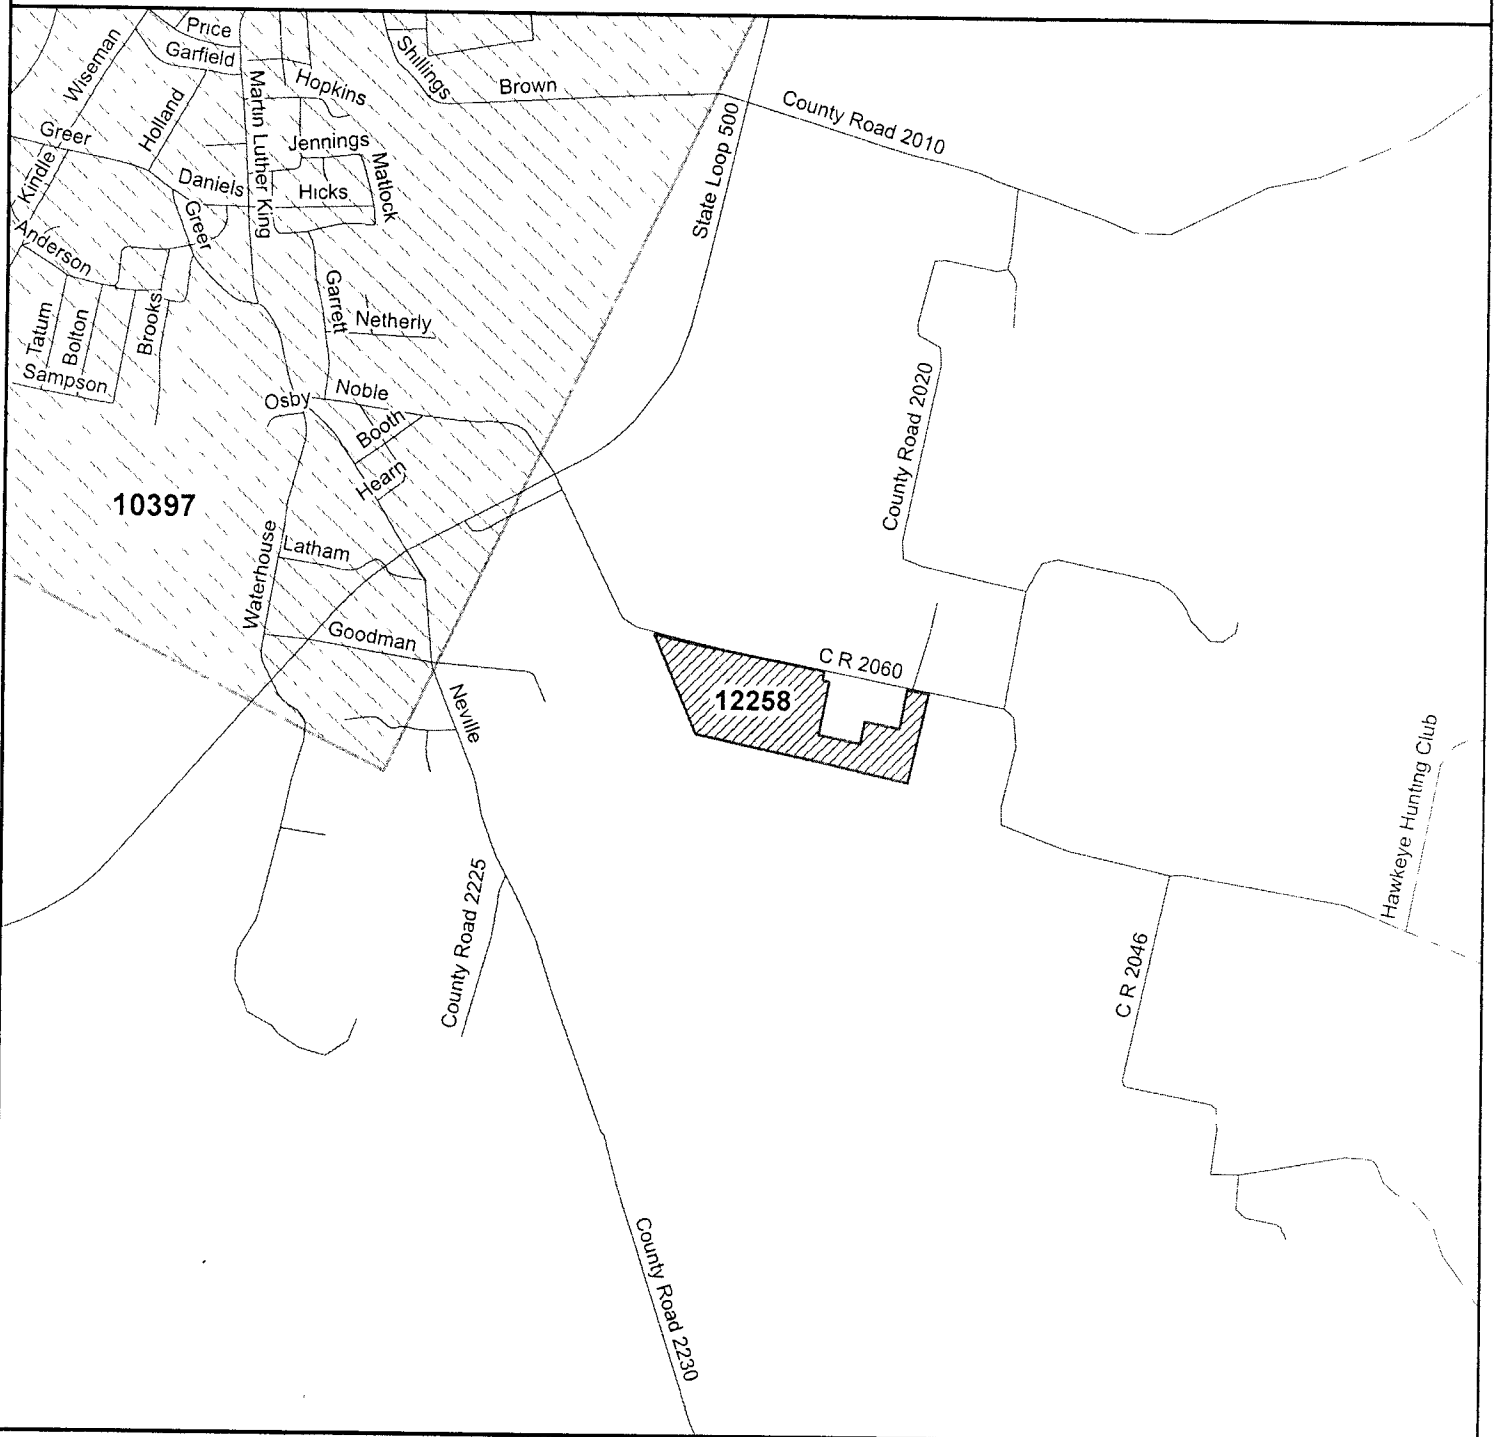 Price
Garfield
Wiseman
Shillings
Brown
Hopkins
Holland
Martin Luther King
Greer
Jennings
Matlock
Kindle
Daniels
Hicks
Greer
Anderson
State Loop 500
County Road 2010
Garrett
Netherly
Tatum
Bolton
Brooks
Sampson
Osby
Noble
Booth
Hearn
County Road 2020
10397
Waterhouse
Latham
Goodman
C R 2060
12258
Neville
Hawkeye Hunting Club
County Road 2225
C R 2046
County Road 2230